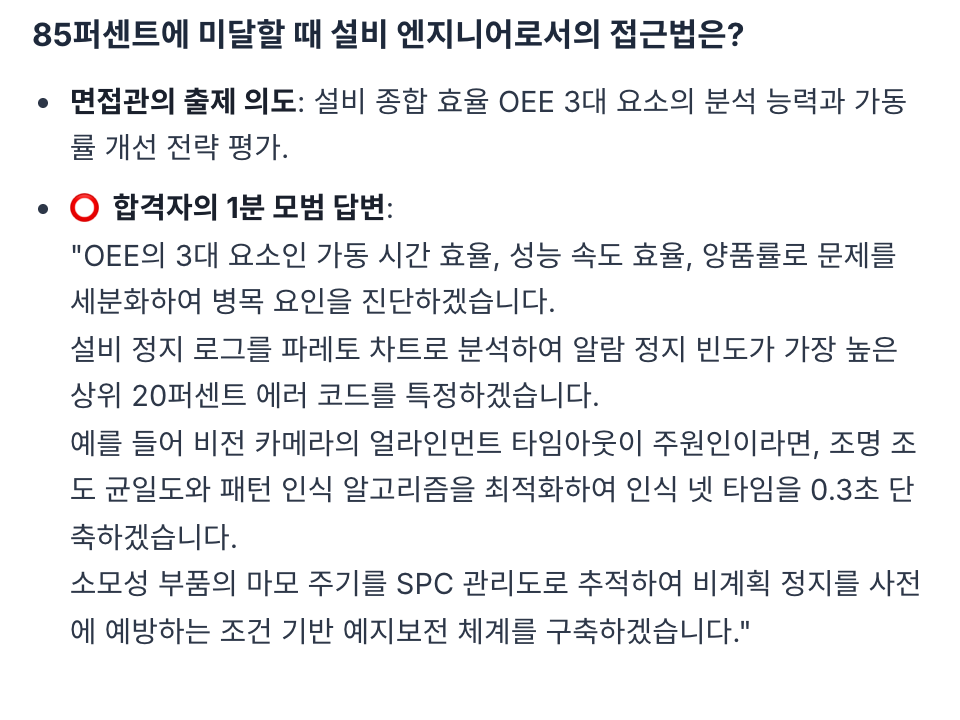 85퍼센트에 미달할 때 설비 엔지니어로서의 접근법은?
• 면접관의 출제 의도: 설비 종합 효율 OEE 3대 요소의 분석 능력과 가동
률 개선 전략 평가.
• ⭕ 합격자의 1분 모범 답변:
"OEE의 3대 요소인 가동 시간 효율, 성능 속도 효율, 양품률로 문제를
세분화하여 병목 요인을 진단하겠습니다.
설비 정지 로그를 파레토 차트로 분석하여 알람 정지 빈도가 가장 높은
상위 20퍼센트 에러 코드를 특정하겠습니다.
예를 들어 비전 카메라의 얼라인먼트 타임아웃이 주원인이라면, 조명 조
도 균일도와 패턴 인식 알고리즘을 최적화하여 인식 넷 타임을 0.3초 단
축하겠습니다.
소모성 부품의 마모 주기를 SPC 관리도로 추적하여 비계획 정지를 사전
에 예방하는 조건 기반 예지보전 체계를 구축하겠습니다."